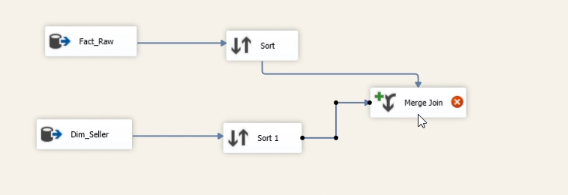 Fact_Raw
Sort
Merge Join
Dim_Seller
Sort 1